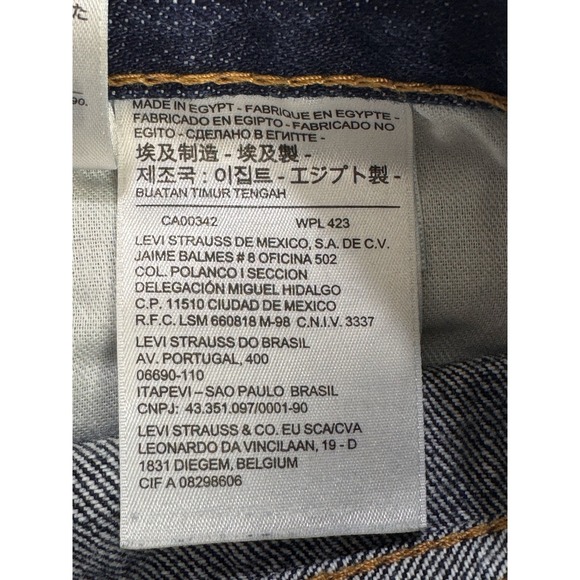 た
90.
MADE IN EGYPT - FABRIQUE EN EGYPTE -
FABRICADO EN EGIPTO - FABRICADO NO
EGITO - СДЕЛАНО В ЕГИПТЕ -
埃及制造 - 埃及製 -
제조국 : 이집트 - エジプト製 -
BUATAN TIMUR TENGAH
CA00342 WPL 423
LEVI STRAUSS DE MEXICO, S.A. DE C.V.
JAIME BALMES # 8 OFICINA 502
COL. POLANCO I SECCION
DELEGACIÓN MIGUEL HIDALGO
C.P. 11510 CIUDAD DE MEXICO
R.F.C. LSM 660818 M-98 C.N.I.V. 3337
LEVI STRAUSS DO BRASIL
AV. PORTUGAL, 400
06690-110
ITAPEVI – SAO PAULO BRASIL
CNPJ: 43.351.097/0001-90
LEVI STRAUSS & CO. EU SCA/CVA
LEONARDO DA VINCILAAN, 19 - D
1831 DIEGEM, BELGIUM
CIF A 08298606